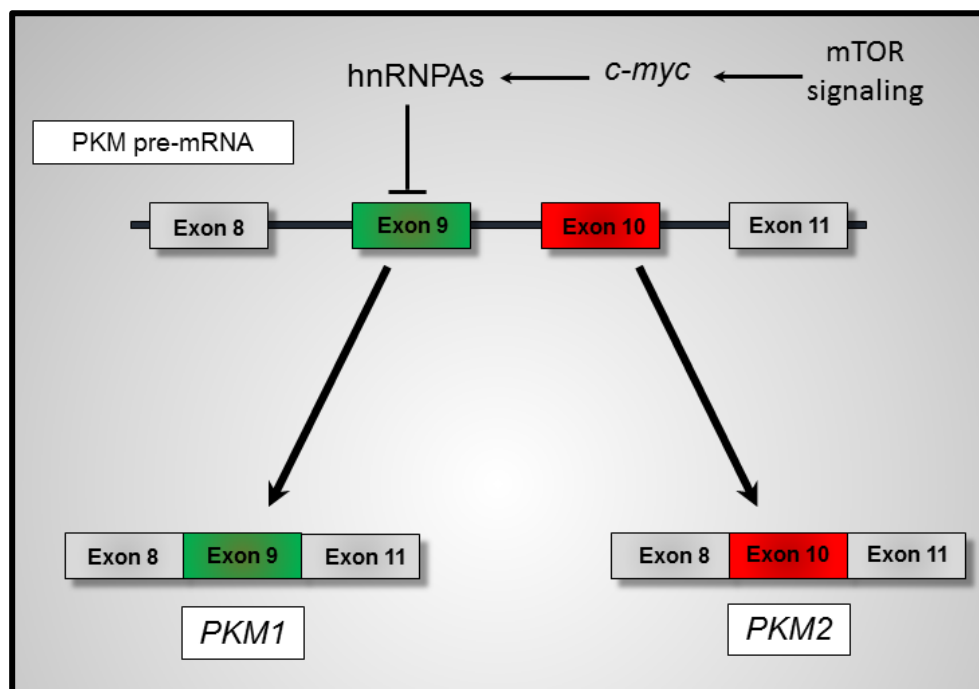 mTOR
signaling
c-myc
hnRNPAs
PKM pre-mRNA
Exon 8
Exon 9
Exon 10
Exon 11
Exon 8
Exon 9
Exon 11
PKM1
Exon 8
Exon 10
Exon 11
PKM2